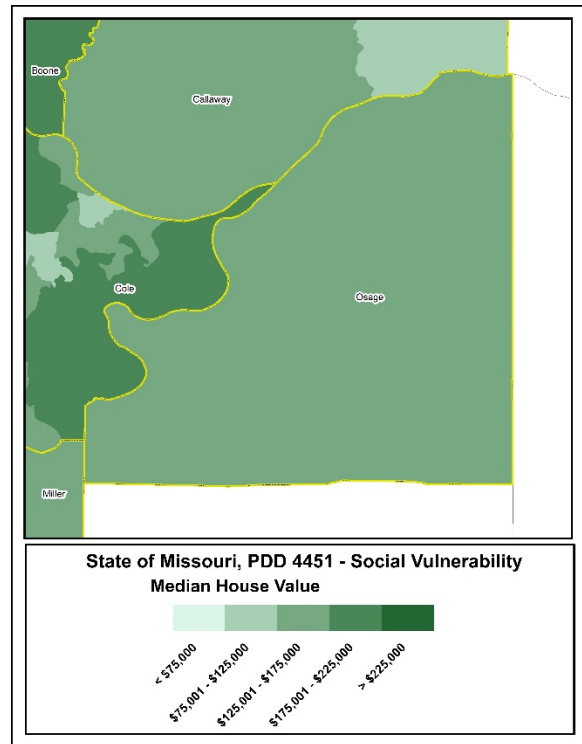 Boone
Callaway
Cole
Osage
Miller
State of Missouri, PDD 4451 - Social Vulnerability
Median House Value
< $75,000
$75,001 - $125,000
$125,001 - $175,000
$175,001 - $225,000
> $225,000